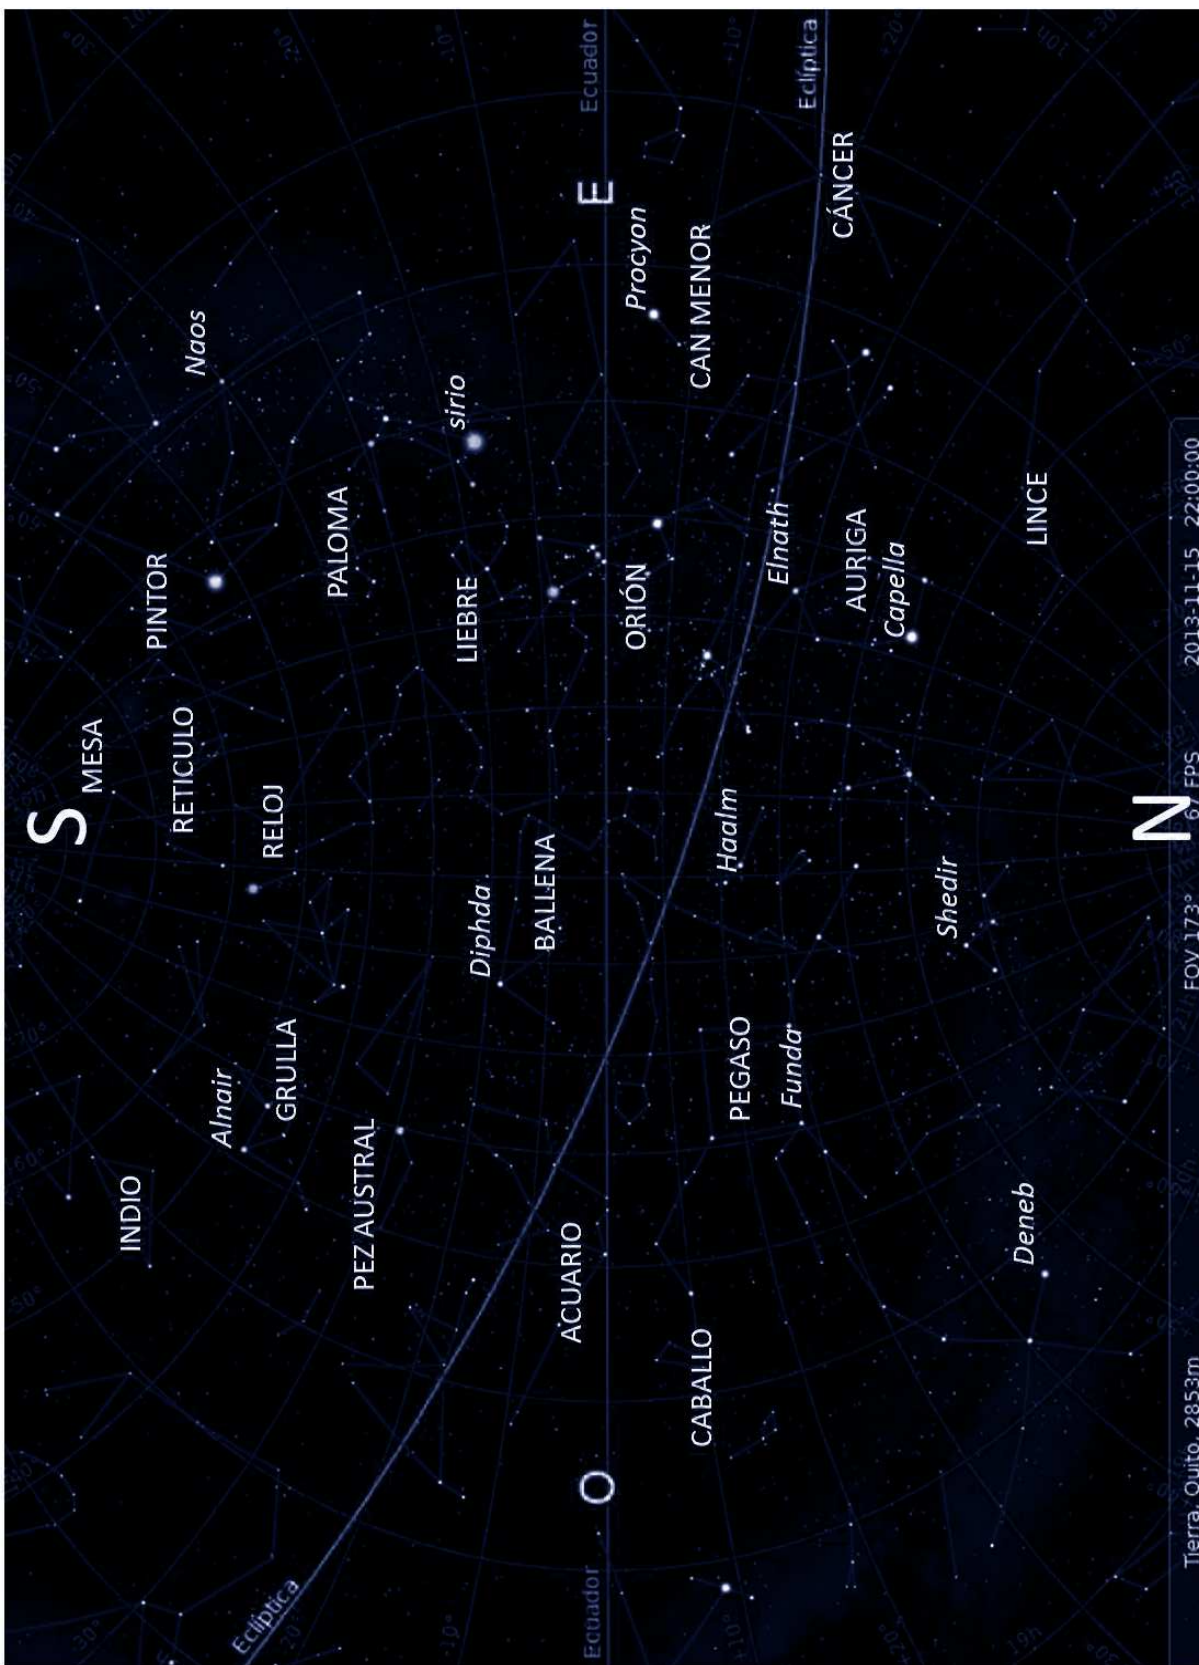 S
MESA
INDIO
PINTOR
RETICULO
Naos
Alnair
Eclíptica
20°
RELOJ
GRULLA
PALOMA
PEZ AUSTRAL
sirio
LIEBRE
Diphda
BALLENA
ACUARIO
Ecuador
O
E
Ecuador
ORIÓN
Procyon
CABALLO
CAN MENOR
Haalm
PEGASO
Elnath
Funda
Eclíptica
CÁNCER
AURIGA
Capella
Shedir
Deneb
LINCE
N
Tierra, Quito, 2853m
FOV 173°
FPS
2013-11-15 22:00:00